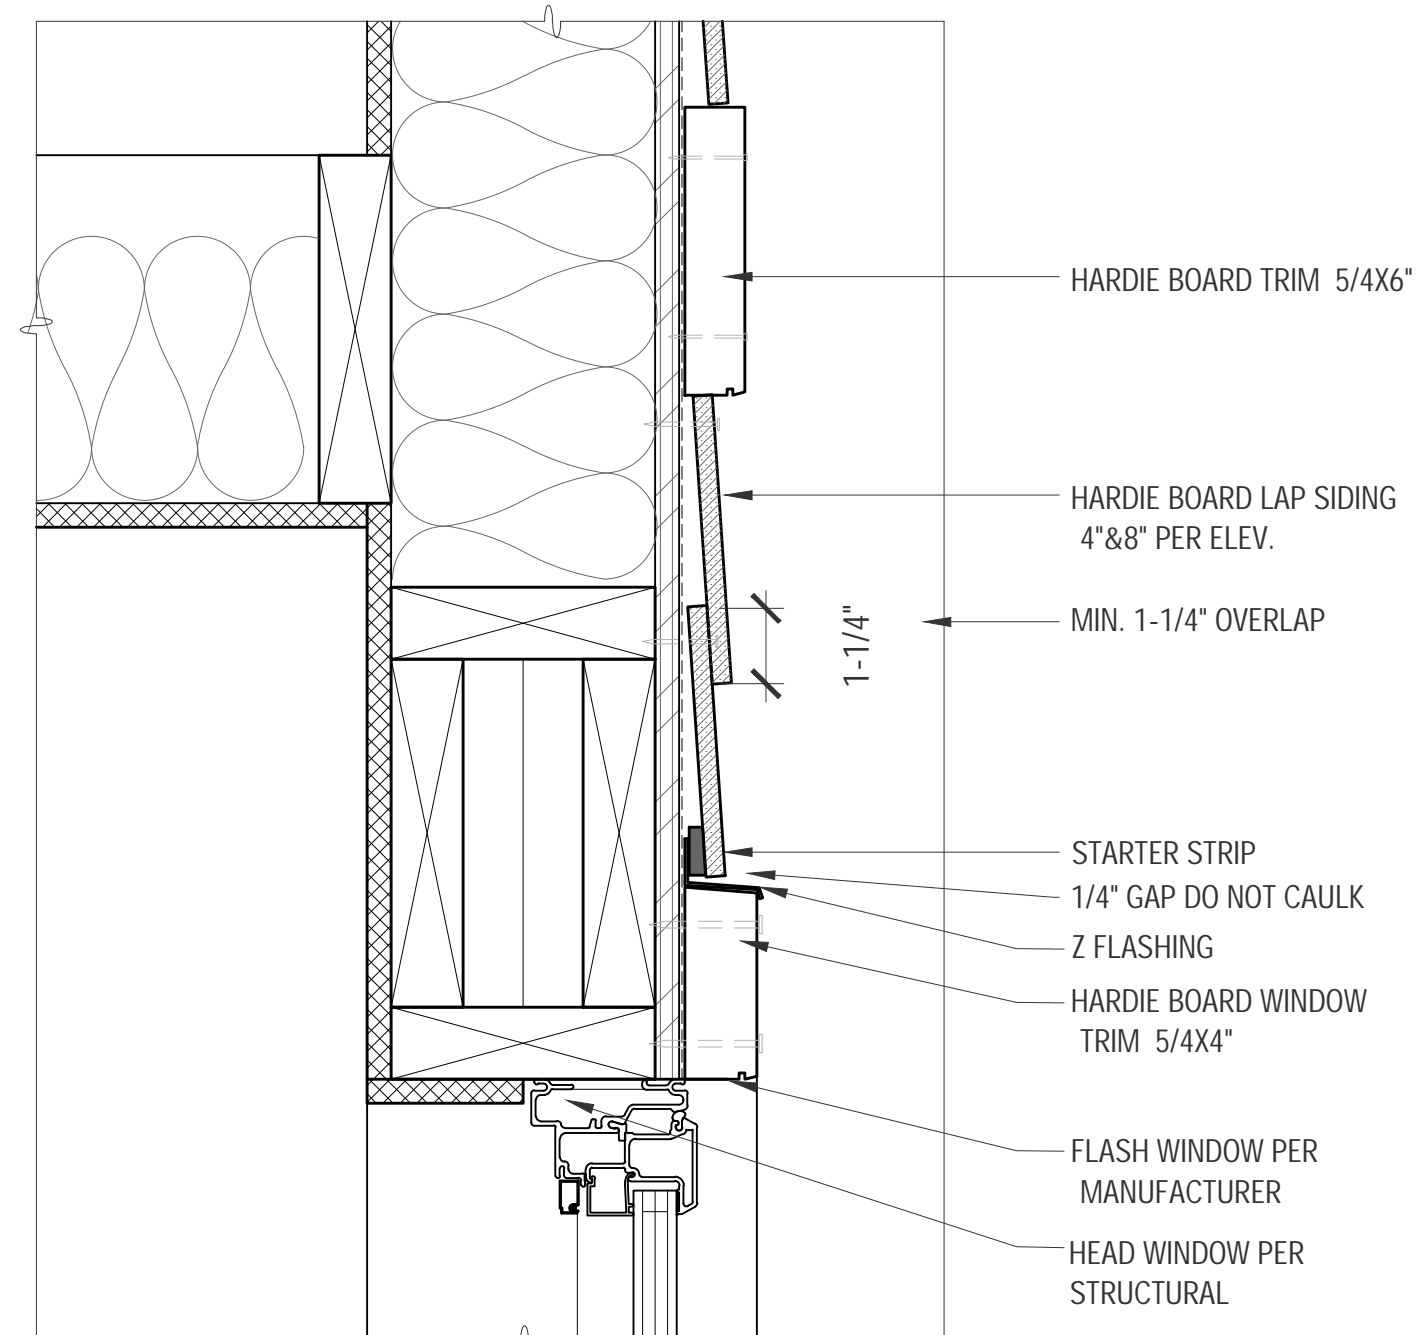 HARDIE BOARD TRIM 5/4X6"
HARDIE BOARD LAP SIDING
4"&8" PER ELEV.
1-1/4"
MIN. 1-1/4" OVERLAP
STARTER STRIP
1/4" GAP DO NOT CAULK
Z FLASHING
HARDIE BOARD WINDOW
TRIM 5/4X4"
FLASH WINDOW PER
MANUFACTURER
HEAD WINDOW PER
STRUCTURAL